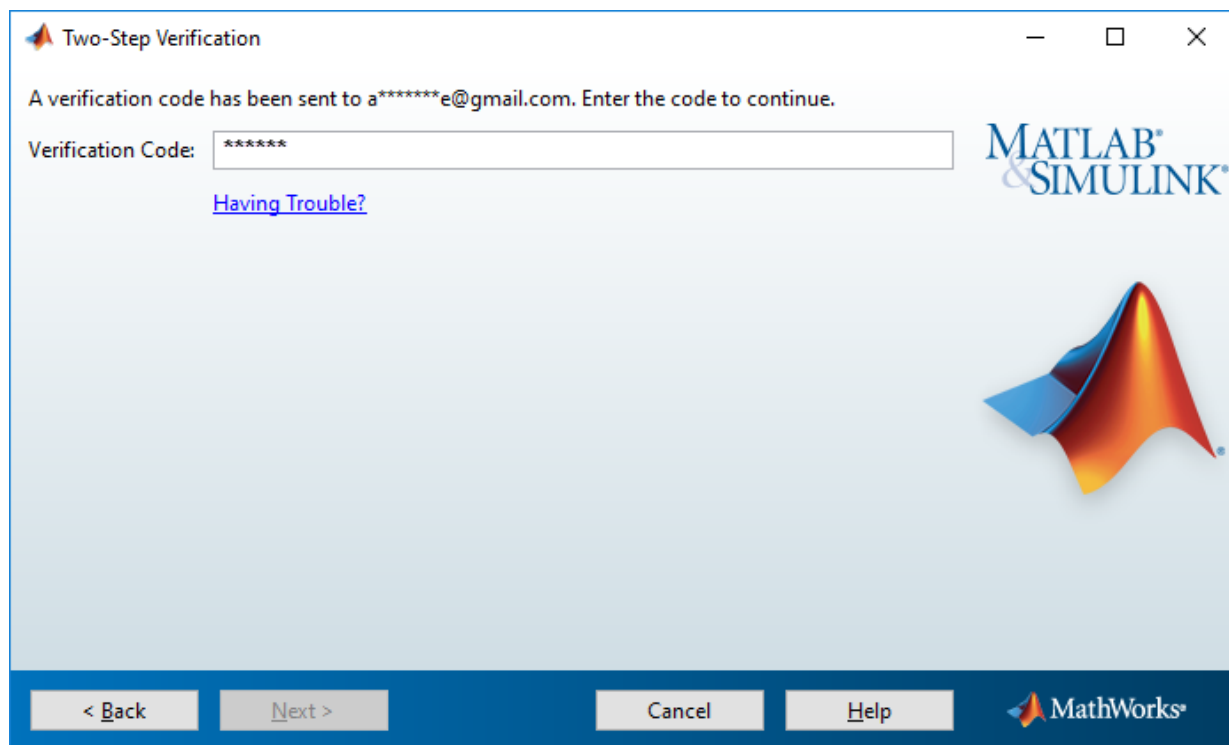 Two-Step Verification
A verification code has been sent to a*******e@gmail.com. Enter the code to continue.
Verification Code: ******
Having Trouble?
MATLAB®
&SIMULINK®
®
< Back
Next >
Cancel
Help
MathWorks®